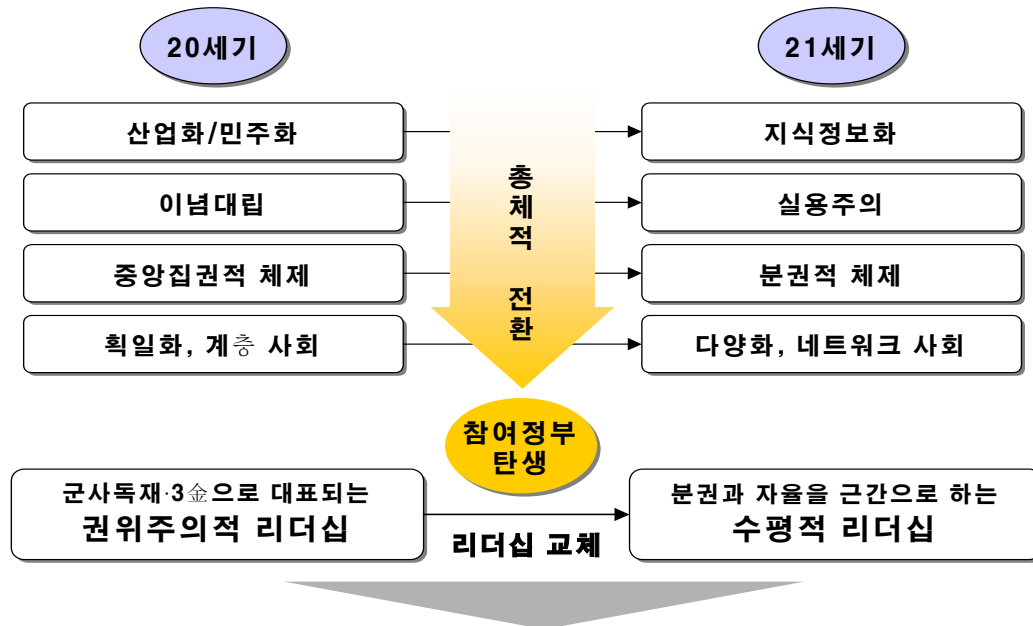 20세기
21세기
산업화/민주화
지식정보화
이념대립
실용주의
중앙집권적 체제
분권적 체제
획일화, 계층 사회
다양화, 네트워크 사회
총체적 전환
참여정부
탄생
군사독재·3金으로 대표되는
권위주의적 리더십
리더십 교체
분권과 자율을 근간으로 하는
수평적 리더십